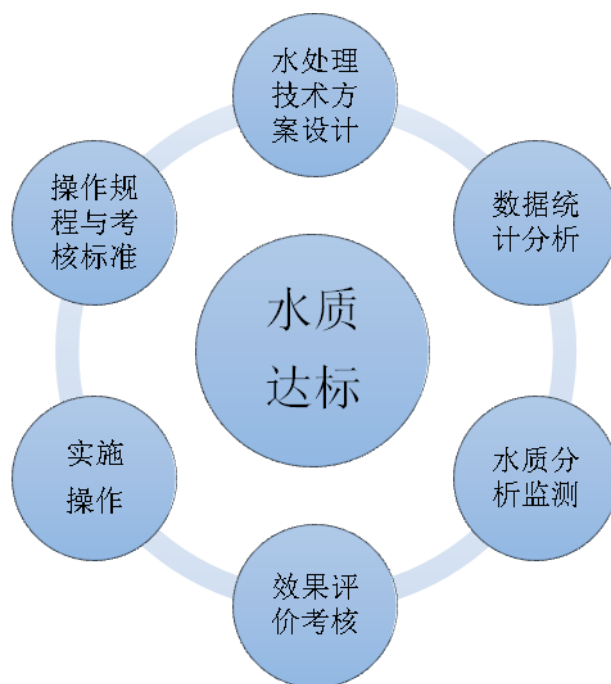 水处理
技术方
案设计
操作规
程与考
核标准
数据统
计分析
水质
达标
实施
操作
水质分
析监测
效果评
价考核